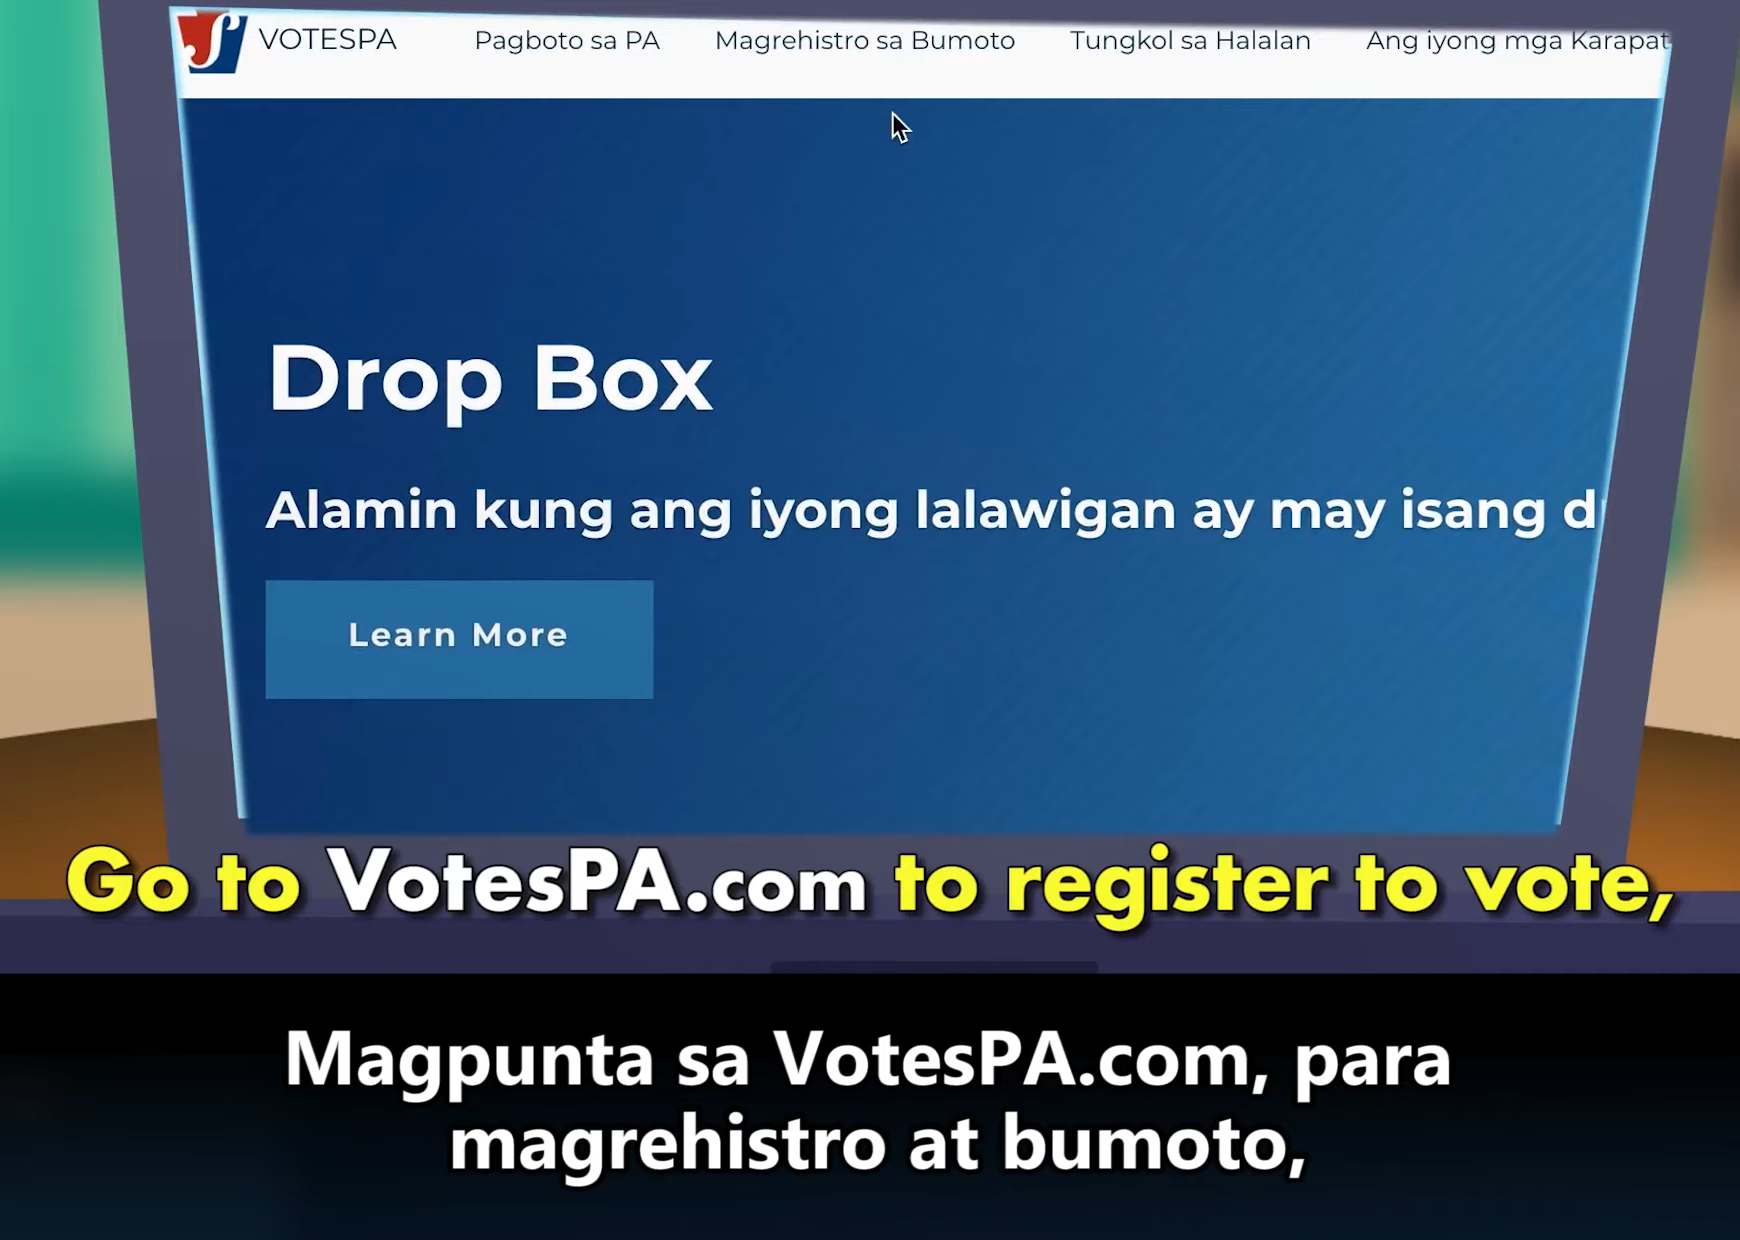 VOTESPA Pagboto sa PA Magrehistro sa Bumoto Tungkol sa Halalan Ang iyong mga Karapat
Drop Box
Alamin kung ang iyong lalawigan ay may isang d
Learn More
Go to VotesPA.com to register to vote,
Magpunta sa VotesPA.com, para
magrehistro at bumoto,